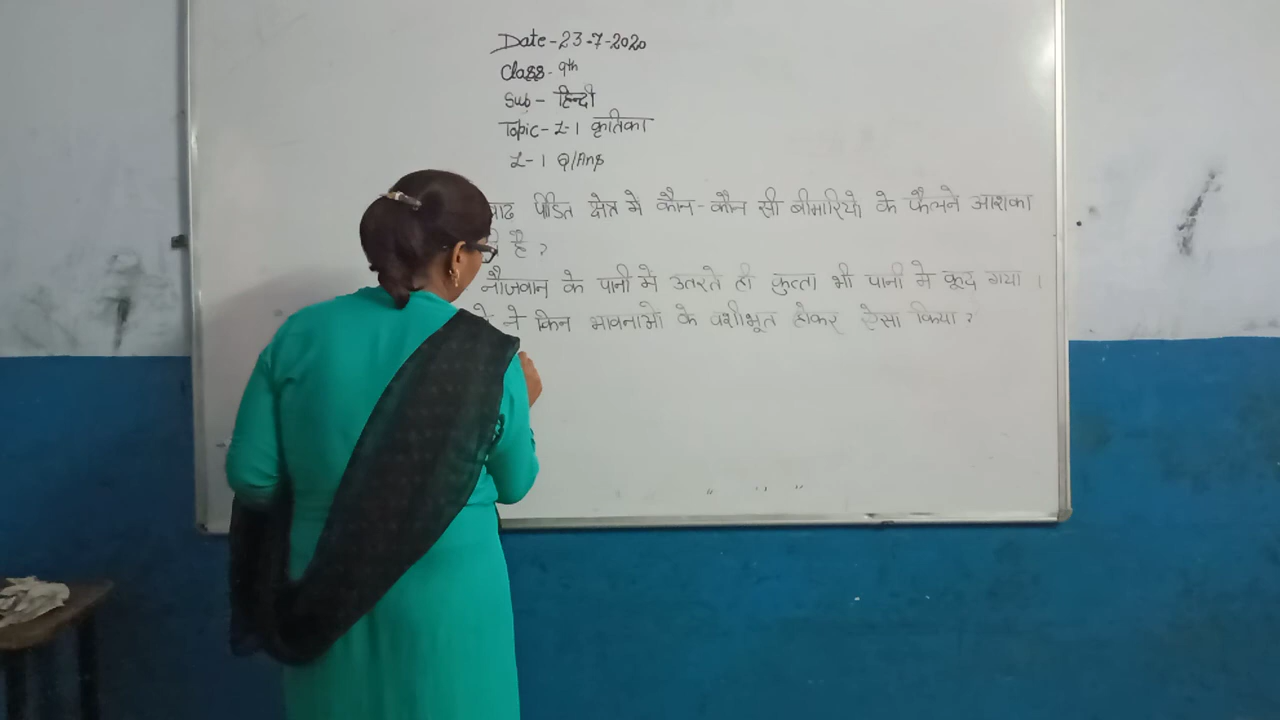 Date-23-7-2020
Class-9th
Sub-हिन्दी
Topic-L-1 कृतिका
L-1 Q/Ans
बाढ पीडित क्षेत्र मे कौन-कौन सी बीमारियो के फैलने आशका
है ?
नौजवान के पानी मे उतरते ही कुत्ता भी पानी मे कूद गया ।
ने किन भावनाओ के वशीभूत होकर ऐसा किया ?